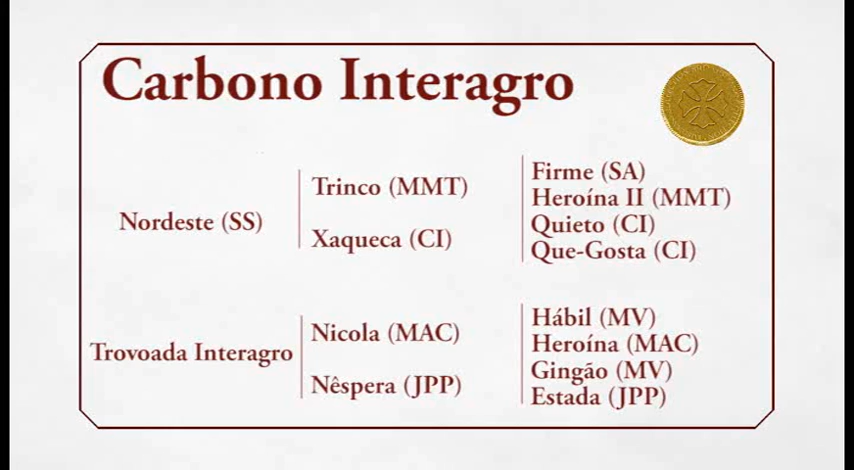 Carbono Interagro
Nordeste (SS)
Trinco (MMT)
Xaqueca (CI)
Firme (SA)
Heroína II (MMT)
Quieto (CI)
Que-Gosta (CI)
Trovoada Interagro
Nicola (MAC)
Nêspera (JPP)
Hábil (MV)
Heroína (MAC)
Gingão (MV)
Estada (JPP)